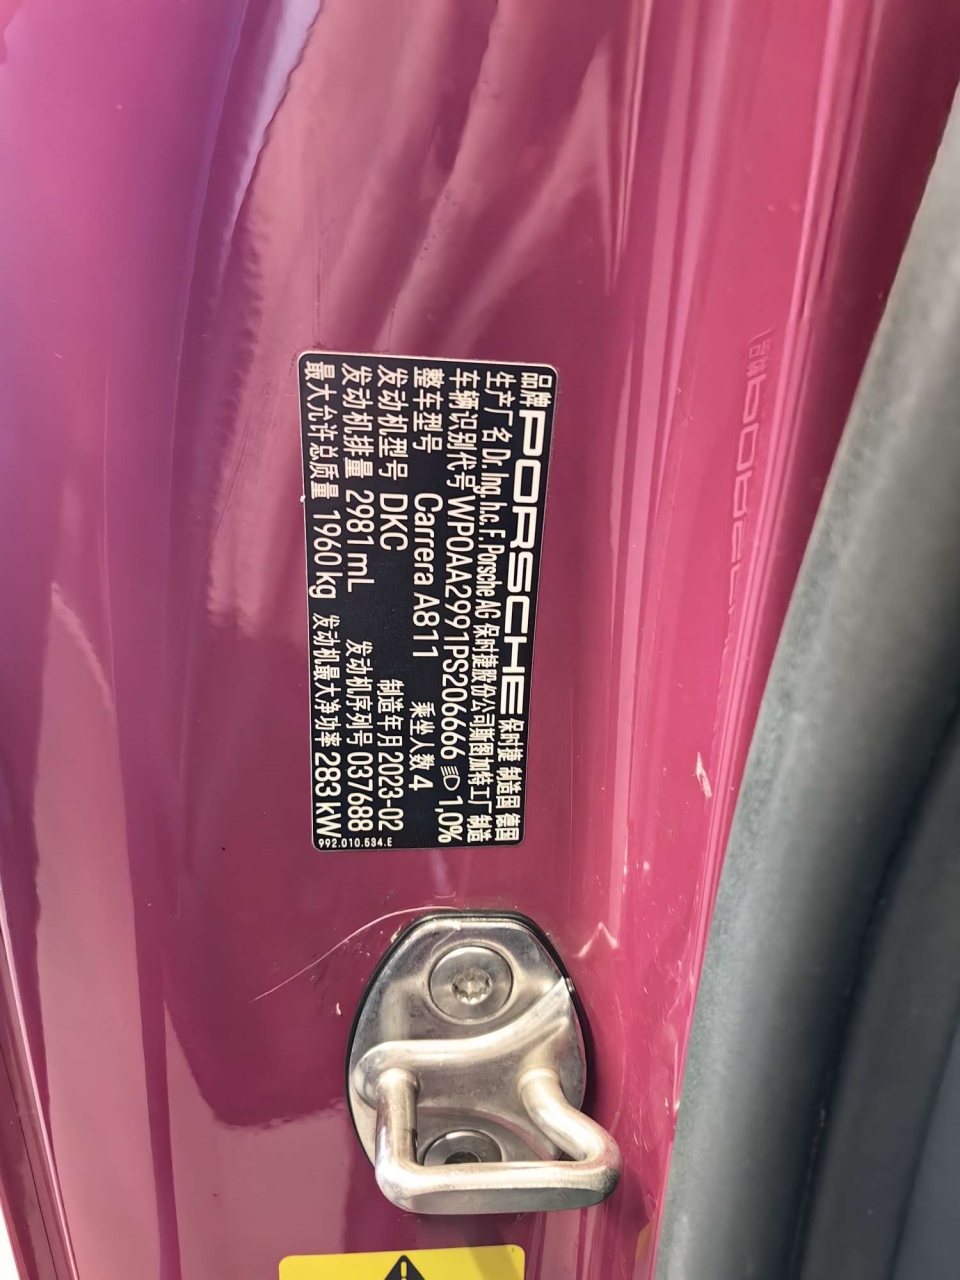 品牌 PORSCHE 保时捷 制造国 德国
生产厂名 Dr. Ing. h.c. F. Porsche AG 保时捷股份公司斯图加特工厂制造
车辆识别代号 WP0AA2991PS206666 1,0%
整车型号 Carrera A811 乘坐人数 4
发动机型号 DKC 制造年月 2023-02
发动机排量 2981 mL 发动机序列号 037688
最大允许总质量 1960 kg 发动机最大净功率 283 kW
992.010.534.E